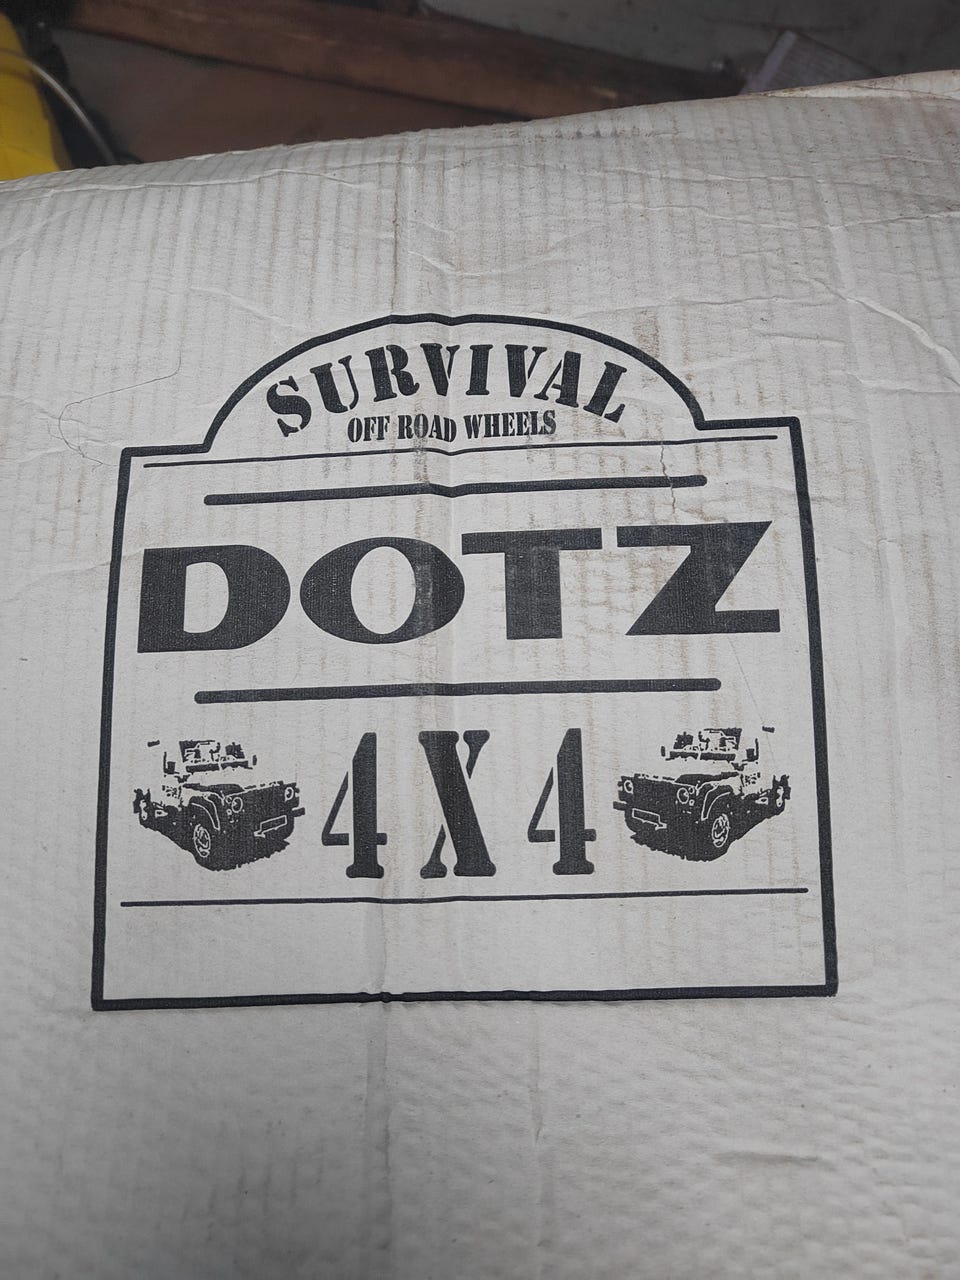 SURVIVAL
OFF ROAD WHEELS
DOTZ
4X4